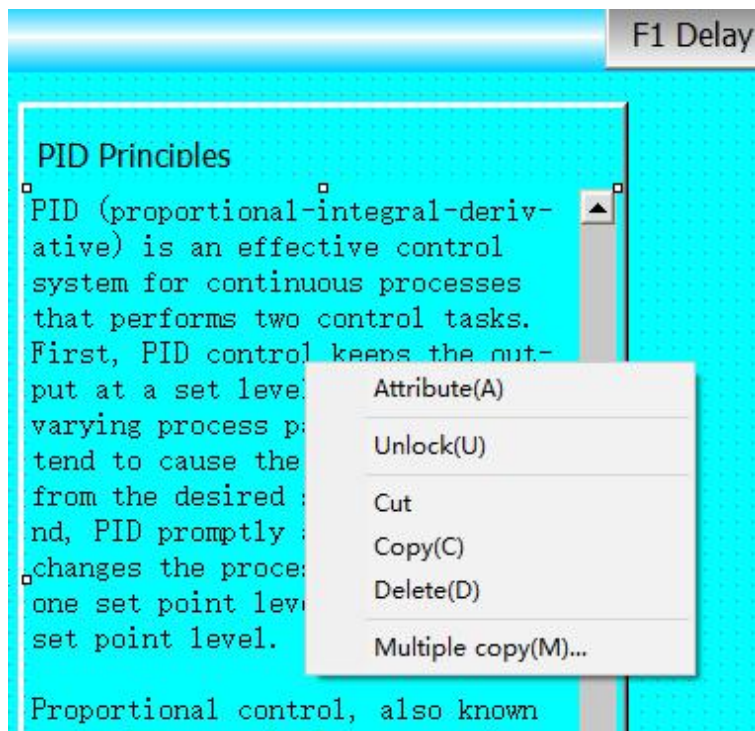 F1 Delay
PID Principles
PID (proportional-integral-deriv-
ative) is an effective control
system for continuous processes
that performs two control tasks.
First, PID control keeps the out-
put at a set leve
varying process p
tend to cause the
from the desired
nd, PID promptly
changes the proce
one set point lev
set point level.
Proportional control, also known
Attribute(A)
Unlock(U)
Cut
Copy(C)
Delete(D)
Multiple copy(M)...